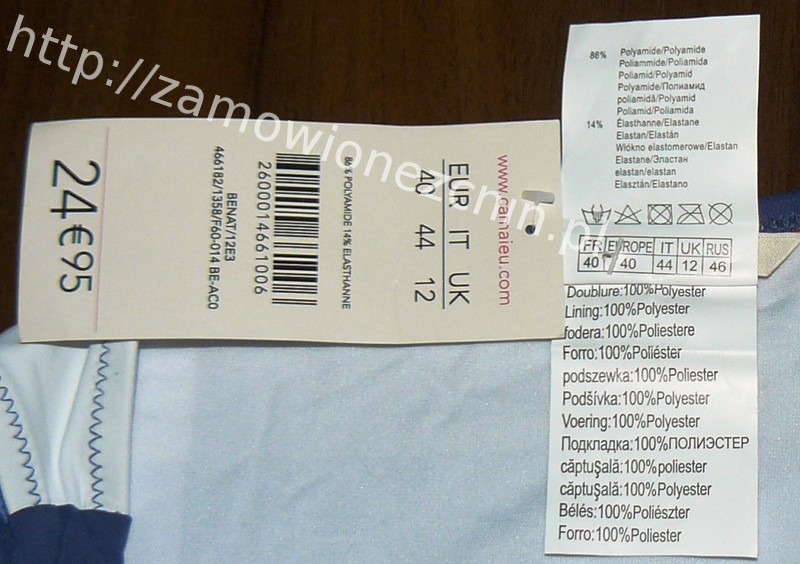 http://zamowionezsmn.pl
24€95
BENAT/12E3
466182/1358/F60-014 BE-AC0
2600014661006
86% POLYAMIDE 14% ELASTHANNE
EUR IT UK
40 44 12
www.camaieu.com
86% Polyamide/Polyamide
Poliammide/Poliamida
Poliamid/Polyamid
Polyamide/Полиамид
poliamidă/Polyamid
Poliamid/Poliamida
14% Élasthanne/Elastane
Elastan/Elastán
Włókno elastomerowe/Elastan
Elastane/Эластан
elastan/elastan
Elasztán/Elastano
FR EUROPE IT UK RUS
40 40 44 12 46
Doublure:100%Polyester
Lining:100%Polyester
fodera:100%Poliestere
Forro:100%Poliéster
podszewka:100%Poliester
Podšívka:100%Polyester
Voering:100%Polyester
Подкладка:100%ПОЛИЭСТЕР
căptuşală:100%poliester
căptuşală:100%Polyester
Bélés:100%Poliészter
Forro:100%Poliester